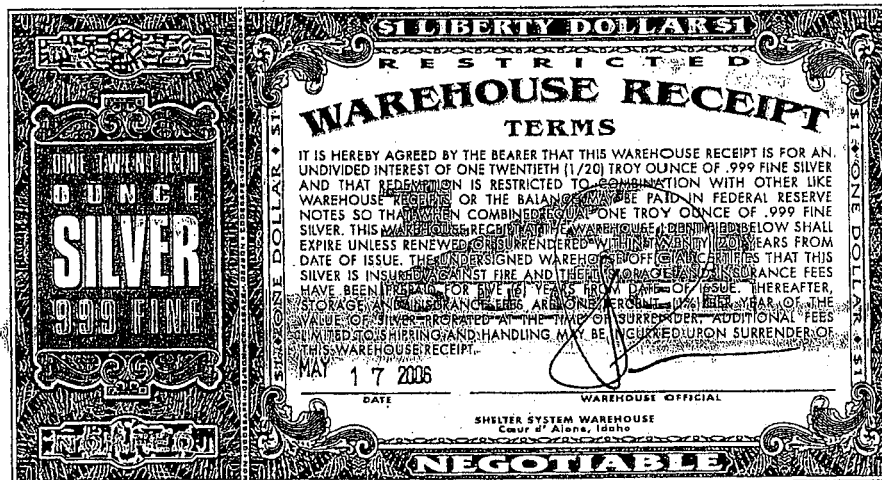 $1 LIBERTY DOLLAR $1
RESTRICTED
WAREHOUSE RECEIPT
TERMS
IT IS HEREBY AGREED BY THE BEARER THAT THIS WAREHOUSE RECEIPT IS FOR AN
UNDIVIDED INTEREST OF ONE TWENTIETH (1/20) TROY OUNCE OF .999 FINE SILVER
AND THAT REDEMPTION IS RESTRICTED TO COMBINATION WITH OTHER LIKE
WAREHOUSE RECEIPTS OR THE BALANCE MAY BE PAID IN FEDERAL RESERVE
NOTES SO THAT WHEN COMBINED EQUAL ONE TROY OUNCE OF .999 FINE
SILVER. THIS WAREHOUSE RECEIPT AT THE WAREHOUSE IDENTIFIED BELOW SHALL
EXPIRE UNLESS RENEWED OR SURRENDERED WITHIN TWENTY (20) YEARS FROM
DATE OF ISSUE. THE UNDERSIGNED WAREHOUSE OFFICIAL CERTIFIES THAT THIS
SILVER IS INSURED AGAINST FIRE AND THEFT. STORAGE AND INSURANCE FEES
HAVE BEEN PREPAID FOR FIVE (5) YEARS FROM DATE OF ISSUE. THEREAFTER,
STORAGE AND INSURANCE FEES ARE ONE PERCENT (1%) PER YEAR OF THE
VALUE OF SILVER PRORATED AT THE TIME OF SURRENDER. ADDITIONAL FEES
LIMITED TO SHIPPING AND HANDLING MAY BE INCURRED UPON SURRENDER OF
THIS WAREHOUSE RECEIPT.
MAY 17 2006
DATE
WAREHOUSE OFFICIAL
SHELTER SYSTEM WAREHOUSE
Coeur d' Alene, Idaho
NEGOTIABLE
$1 ♦ ONE DOLLAR ♦ $1
$1 ♦ ONE DOLLAR ♦ $1
ONE TWENTIETH
OUNCE
SILVER
999 FINE